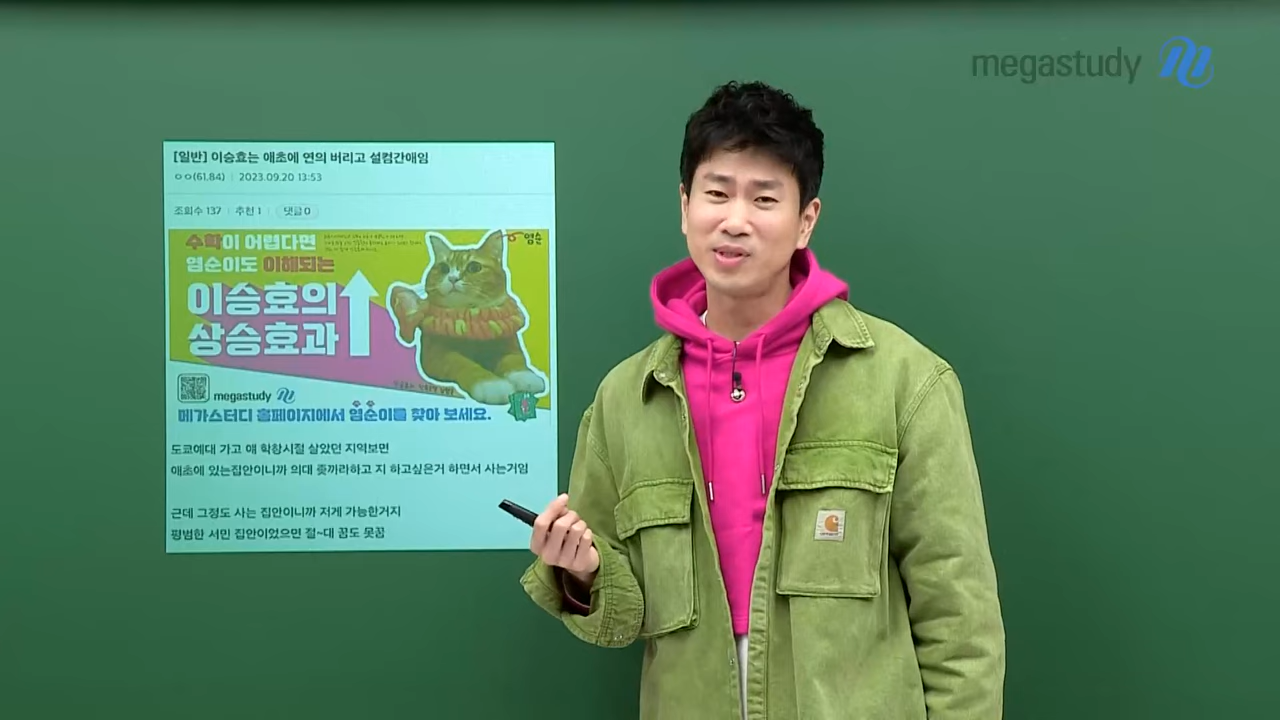 megastudy
[일반] 이승효는 애초에 연의 버리고 설컴간애임
ㅇㅇ(61.84) 2023.09.20 13:53
조회수 137 추천 1 댓글 0
수학이 어렵다면
염순이도 이해되는
이승효의
상승효과
염순
megastudy
메가스터디 홈페이지에서 염순이를 찾아 보세요.
도쿄예대 가고 얘 학창시절 살았던 지역보면
애초에 있는집안이니까 의대 좆까라하고 지 하고싶은거 하면서 사는거임
근데 그정도 사는 집안이니까 저게 가능한거지
평범한 서민 집안이었으면 절~대 꿈도 못꿈
carhartt